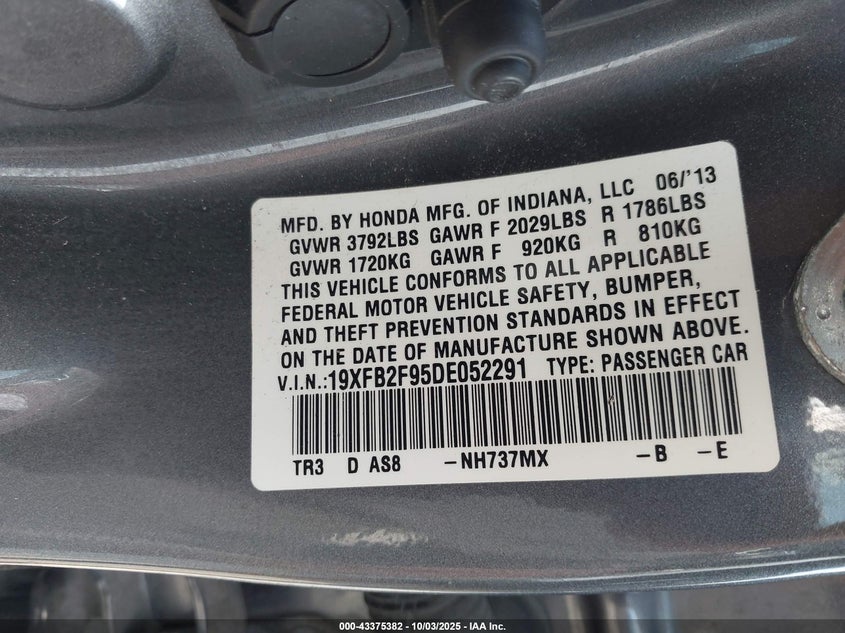 MFD. BY HONDA MFG. OF INDIANA, LLC 06/'13
GVWR 3792LBS GAWR F 2029LBS R 1786LBS
GVWR 1720KG GAWR F 920KG R 810KG
THIS VEHICLE CONFORMS TO ALL APPLICABLE
FEDERAL MOTOR VEHICLE SAFETY, BUMPER,
AND THEFT PREVENTION STANDARDS IN EFFECT
ON THE DATE OF MANUFACTURE SHOWN ABOVE.
V.I.N.:19XFB2F95DE052291 TYPE: PASSENGER CAR
TR3 D AS8 -NH737MX -B -E
000-43375382 - 10/03/2025 - IAA Inc.